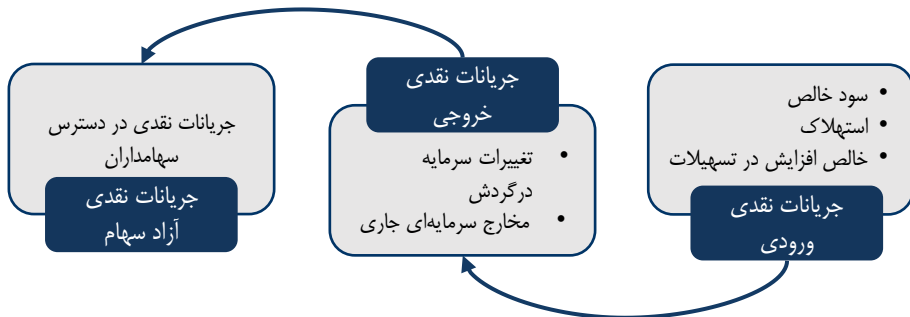 سود خالص
استهلاک
خالص افزایش در تسهیلات
جریانات نقدی
ورودی
جریانات نقدی
خروجی
تغییرات سرمایه
درگردش
مخارج سرمایه‌ای جاری
جریانات نقدی در دسترس
سهامداران
جریانات نقدی
آزاد سهام